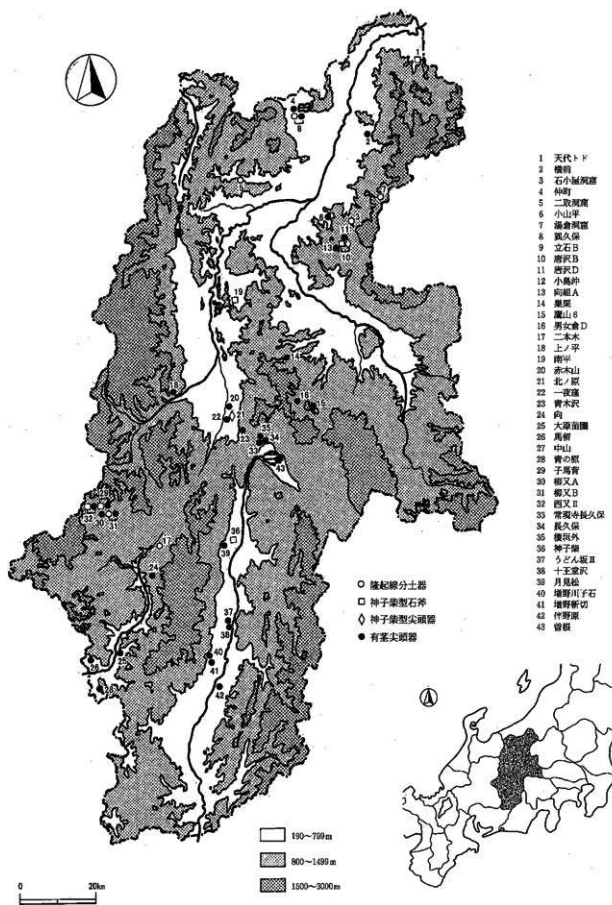 1 天代トド
2 横前
3 石小屋洞窟
4 仲町
5 二取洞窟
6 小山平
7 湯倉洞窟
8 狐久保
9 立石B
10 唐沢B
11 唐沢D
12 小島沖
13 向組A
14 巣栗
15 鷹山6
16 男女倉D
17 二本木
18 上ノ平
19 南平
20 赤木山
21 北ノ原
22 一夜窪
23 青木沢
24 向
25 大原苗圃
26 馬留
27 中山
28 青の原
29 子馬背
30 柳又A
31 柳又B
32 西又II
33 常現寺長久保
34 長久保
35 榎垣外
36 神子柴
37 うどん坂II
38 十王堂沢
39 月見松
40 増野川子石
41 増野新切
42 伴野原
43 曽根
○ 隆起線分土器
□ 神子柴型石斧
◇ 神子柴型尖頭器
● 有茎尖頭器
190～799m
800～1499m
1500～3000m
0 20km